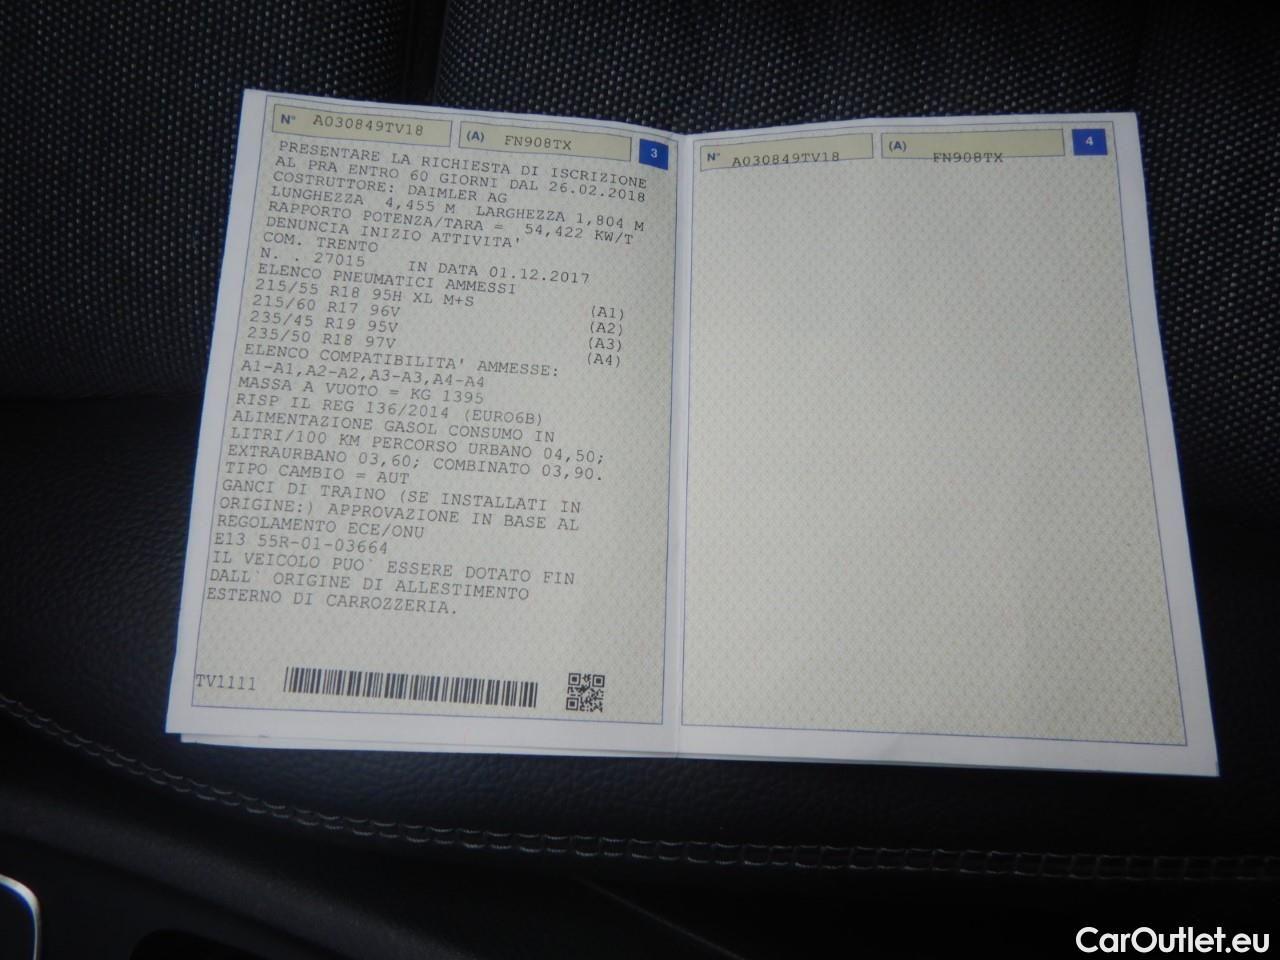 N° A030849TV18 (A) FN908TX 3
PRESENTARE LA RICHIESTA DI ISCRIZIONE
AL PRA ENTRO 60 GIORNI DAL 26.02.2018
COSTRUTTORE: DAIMLER AG
LUNGHEZZA 4,455 M LARGHEZZA 1,804 M
RAPPORTO POTENZA/TARA = 54,422 KW/T
DENUNCIA INIZIO ATTIVITA'
COM. TRENTO
N. . 27015 IN DATA 01.12.2017
ELENCO PNEUMATICI AMMESSI
215/55 R18 95H XL M+S (A1)
215/60 R17 96V (A2)
235/45 R19 95V (A3)
235/50 R18 97V (A4)
ELENCO COMPATIBILITA' AMMESSE:
A1-A1,A2-A2,A3-A3,A4-A4
MASSA A VUOTO = KG 1395
RISP IL REG 136/2014 (EURO6B)
ALIMENTAZIONE GASOL CONSUMO IN
LITRI/100 KM PERCORSO URBANO 04,50;
EXTRAURBANO 03,60; COMBINATO 03,90.
TIPO CAMBIO = AUT
GANCI DI TRAINO (SE INSTALLATI IN
ORIGINE:) APPROVAZIONE IN BASE AL
REGOLAMENTO ECE/ONU
E13 55R-01-03664
IL VEICOLO PUO` ESSERE DOTATO FIN
DALL` ORIGINE DI ALLESTIMENTO
ESTERNO DI CARROZZERIA.
TV1111
N° A030849TV18 (A) FN908TX 4
CarOutlet.eu